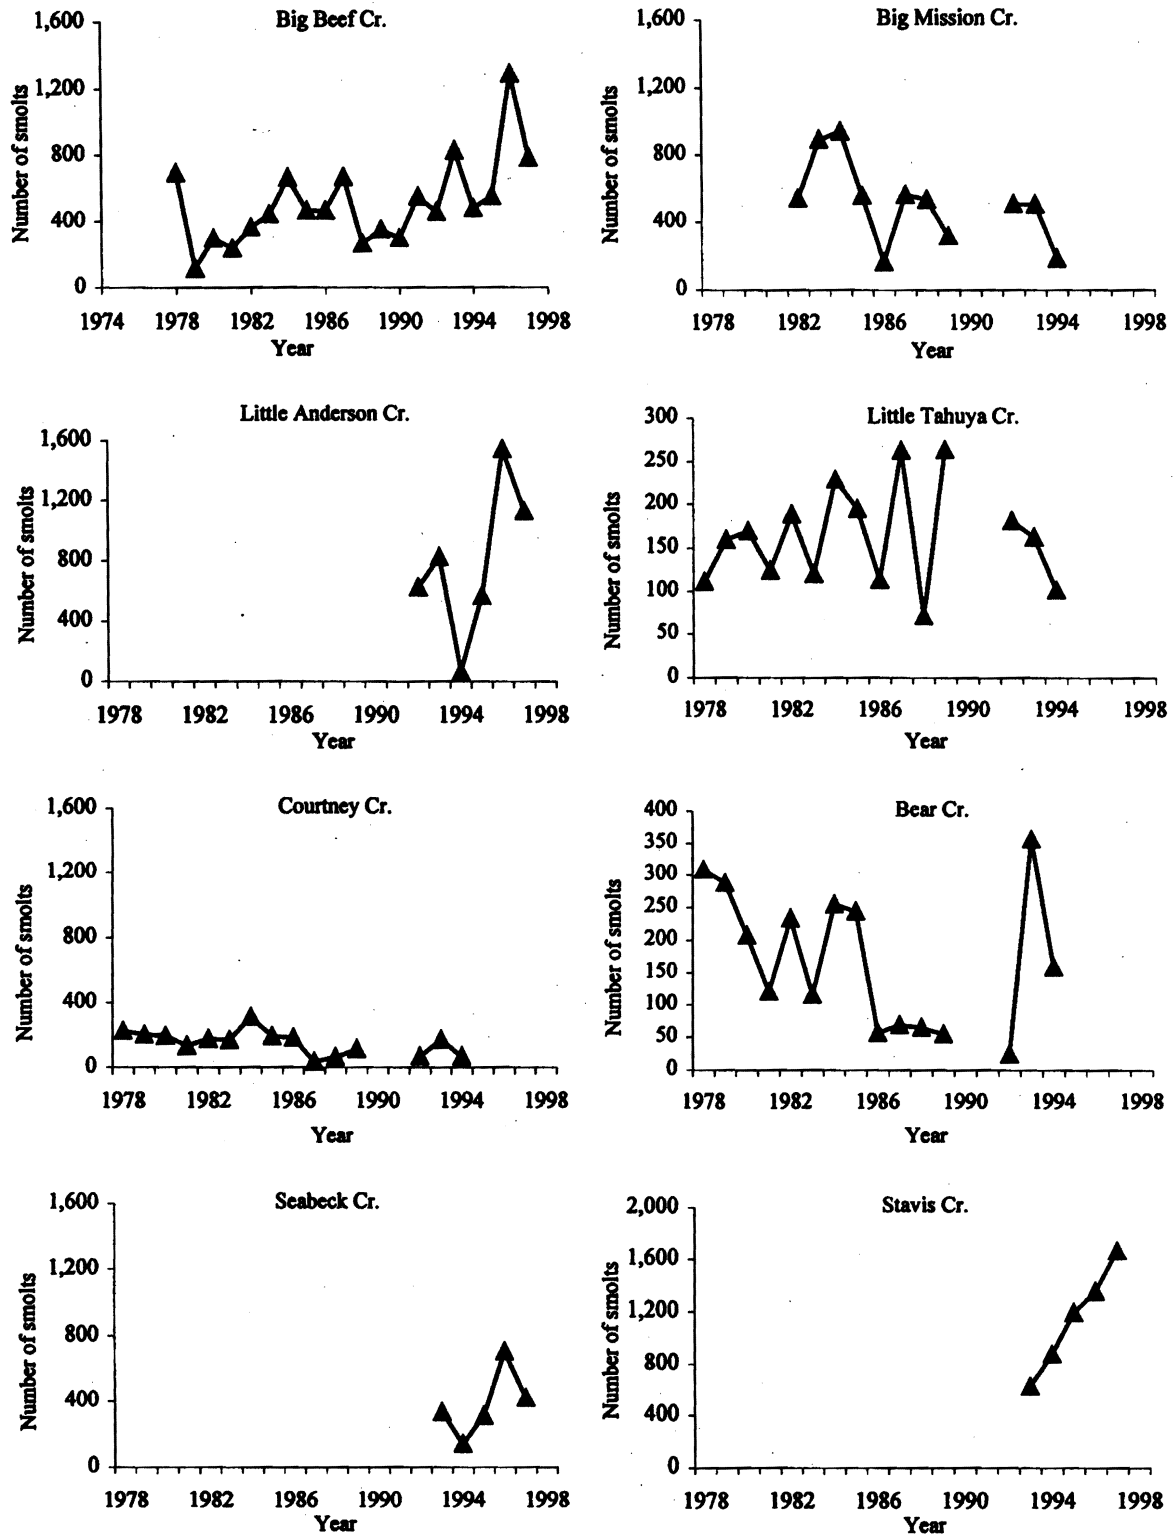 Big Beef Cr.
1,600
1,200
800
400
0
Number of smolts
1974 1978 1982 1986 1990 1994 1998
Year
Big Mission Cr.
1,600
1,200
800
400
0
Number of smolts
1978 1982 1986 1990 1994 1998
Year
Little Anderson Cr.
1,600
1,200
800
400
0
Number of smolts
1978 1982 1986 1990 1994 1998
Year
Little Tahuya Cr.
300
250
200
150
100
50
0
Number of smolts
1978 1982 1986 1990 1994 1998
Year
Courtney Cr.
1,600
1,200
800
400
0
Number of smolts
1978 1982 1986 1990 1994 1998
Year
Bear Cr.
400
350
300
250
200
150
100
50
0
Number of smolts
1978 1982 1986 1990 1994 1998
Year
Seabeck Cr.
1,600
1,200
800
400
0
Number of smolts
1978 1982 1986 1990 1994 1998
Year
Stavis Cr.
2,000
1,600
1,200
800
400
0
Number of smolts
1978 1982 1986 1990 1994 1998
Year